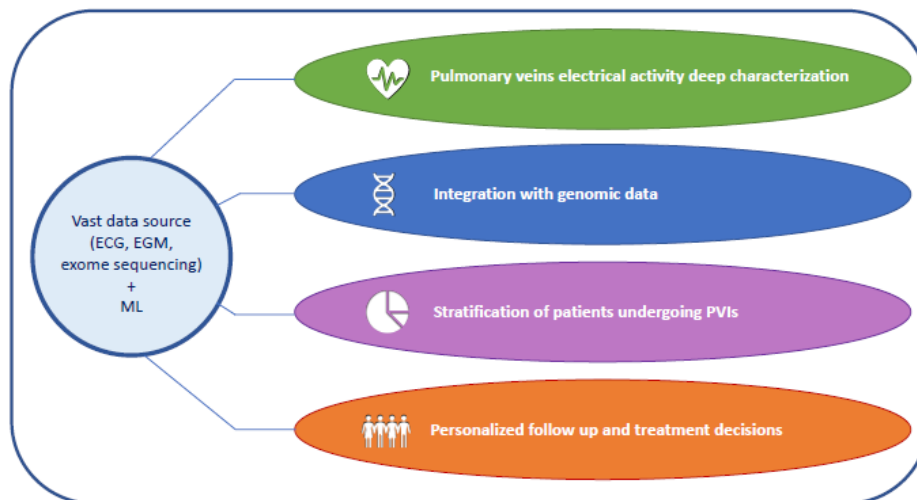 Pulmonary veins electrical activity deep characterization
Integration with genomic data
Vast data source
(ECG, EGM,
exome sequencing)
+
ML
Stratification of patients undergoing PVIs
Personalized follow up and treatment decisions